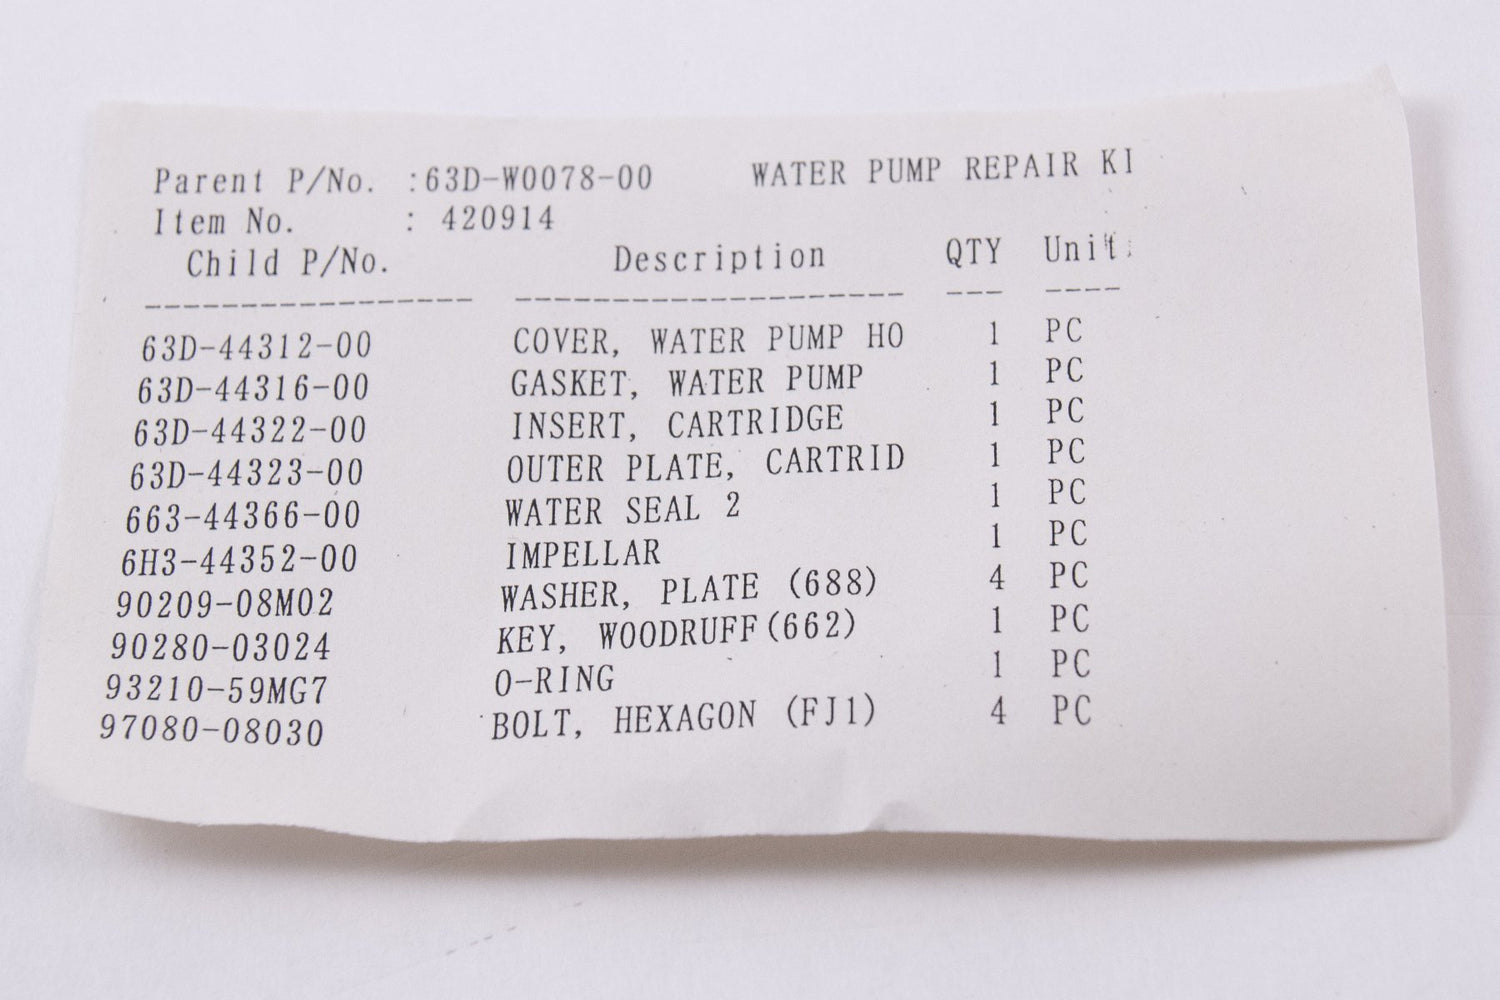 Parent P/No. :63D-W0078-00 WATER PUMP REPAIR KI
Item No. : 420914
Child P/No. Description QTY Unit
----------------- -------------------- --- ----
63D-44312-00 COVER, WATER PUMP HO 1 PC
63D-44316-00 GASKET, WATER PUMP 1 PC
63D-44322-00 INSERT, CARTRIDGE 1 PC
63D-44323-00 OUTER PLATE, CARTRID 1 PC
663-44366-00 WATER SEAL 2 1 PC
6H3-44352-00 IMPELLAR 1 PC
90209-08M02 WASHER, PLATE (688) 4 PC
90280-03024 KEY, WOODRUFF(662) 1 PC
93210-59MG7 O-RING 1 PC
97080-08030 BOLT, HEXAGON (FJ1) 4 PC